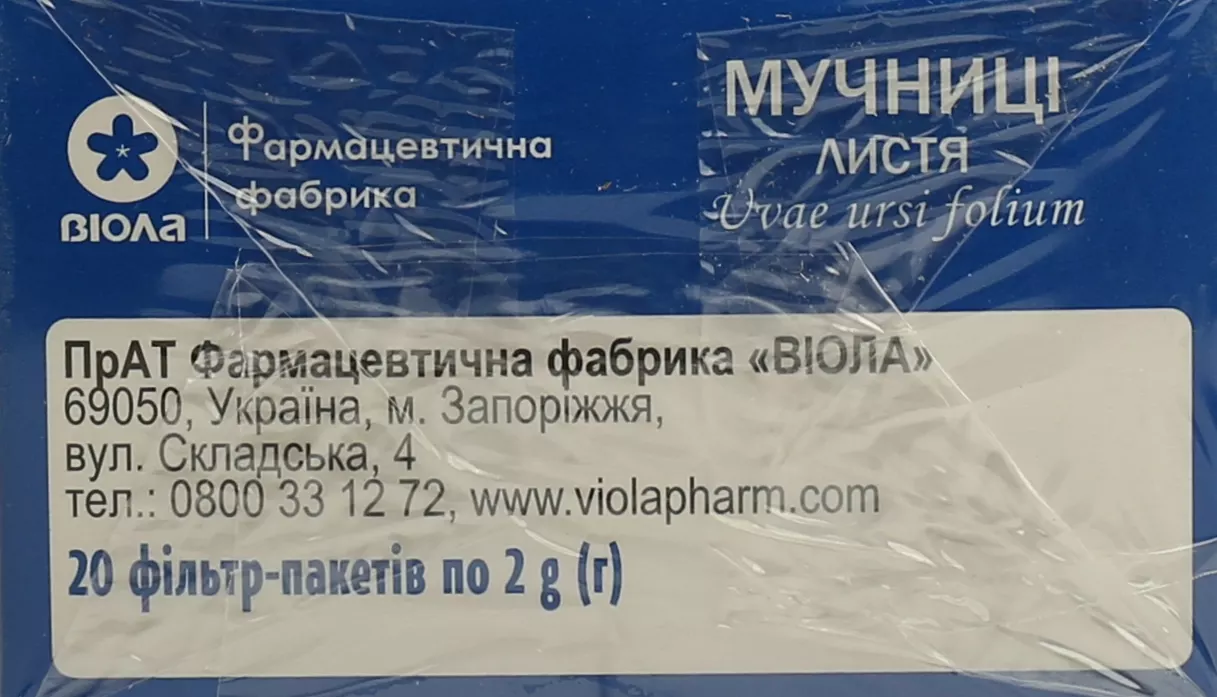 ВІОЛА
Фармацевтична
фабрика
МУЧНИЦІ
ЛИСТЯ
Uvae ursi folium
ПрАТ Фармацевтична фабрика «ВІОЛА»
69050, Україна, м. Запоріжжя,
вул. Складська, 4
тел.: 0800 33 12 72, www.violapharm.com
20 фільтр-пакетів по 2 g (г)